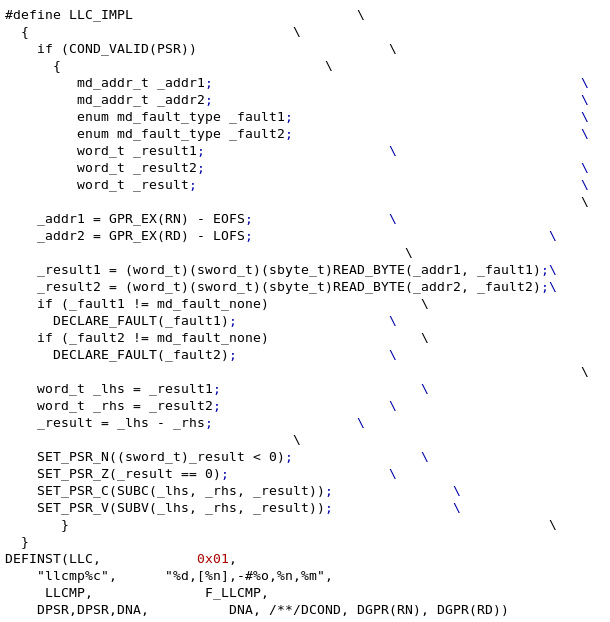 #define LLC_IMPL \
{ \
if (COND_VALID(PSR)) \
{ \
md_addr_t _addr1; \
md_addr_t _addr2; \
enum md_fault_type _fault1; \
enum md_fault_type _fault2; \
word_t _result1; \
word_t _result2; \
word_t _result; \
\
_addr1 = GPR_EX(RN) - EOFS; \
_addr2 = GPR_EX(RD) - LOFS; \
\
_result1 = (word_t)(sword_t)(sbyte_t)READ_BYTE(_addr1, _fault1);\
_result2 = (word_t)(sword_t)(sbyte_t)READ_BYTE(_addr2, _fault2);\
if (_fault1 != md_fault_none) \
DECLARE_FAULT(_fault1); \
if (_fault2 != md_fault_none) \
DECLARE_FAULT(_fault2); \
\
word_t _lhs = _result1; \
word_t _rhs = _result2; \
_result = _lhs - _rhs; \
\
SET_PSR_N((sword_t)_result < 0); \
SET_PSR_Z(_result == 0); \
SET_PSR_C(SUBC(_lhs, _rhs, _result)); \
SET_PSR_V(SUBV(_lhs, _rhs, _result)); \
} \
}
DEFINST(LLC, 0x01,
"llcmp%c", "%d,[%n],-#%o,%n,%m",
LLCMP, F_LLCMP,
DPSR,DPSR,DNA, DNA, /**/DCOND, DGPR(RN), DGPR(RD))